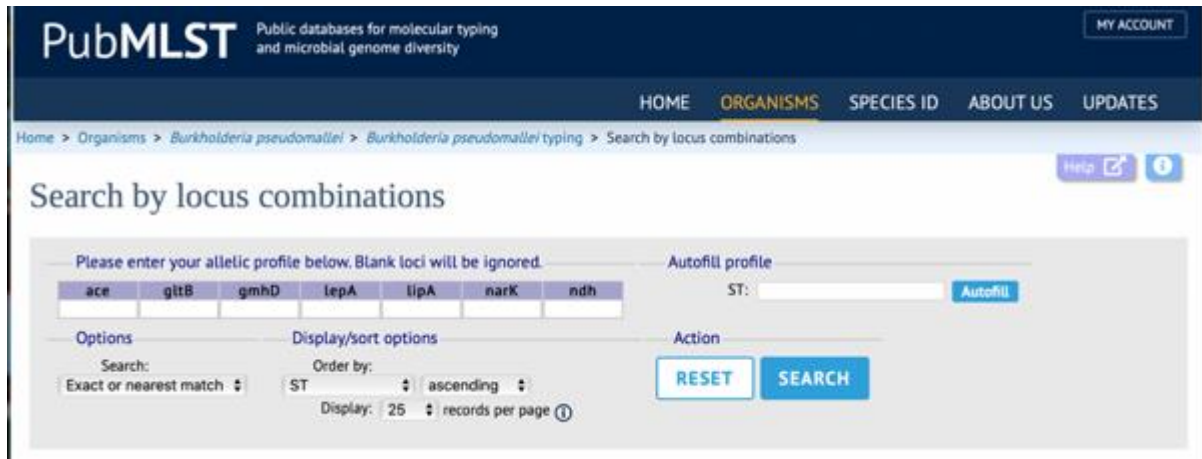 PubMLST
Public databases for molecular typing
and microbial genome diversity
MY ACCOUNT
HOME ORGANISMS SPECIES ID ABOUT US UPDATES
Home > Organisms > Burkholderia pseudomallei > Burkholderia pseudomallei typing > Search by locus combinations
Help
Search by locus combinations
Please enter your allelic profile below. Blank loci will be ignored.
ace gltB gmhD lepA lipA narK ndh
Autofill profile
ST: Autofill
Options
Search:
Exact or nearest match
Display/sort options
Order by:
ST ascending
Display: 25 records per page
Action
RESET SEARCH